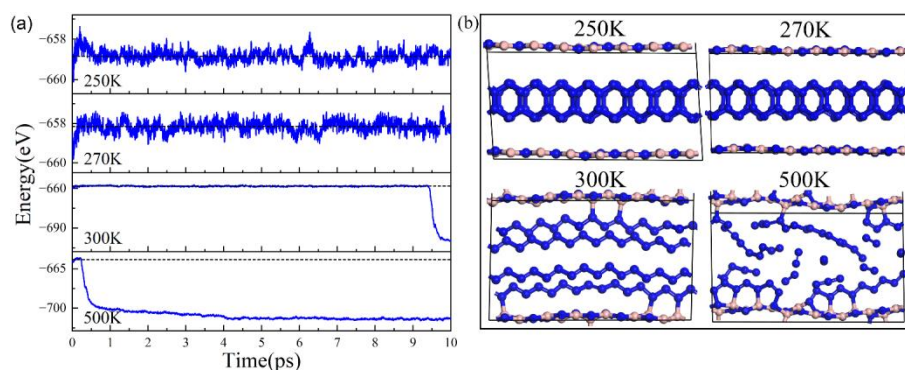 (a)
−658
−660
250K
−658
−660
270K
−660
−690
300K
−665
−700
500K
0 1 2 3 4 5 6 7 8 9 10
Time(ps)
Energy(eV)
(b)
250K 270K
300K 500K